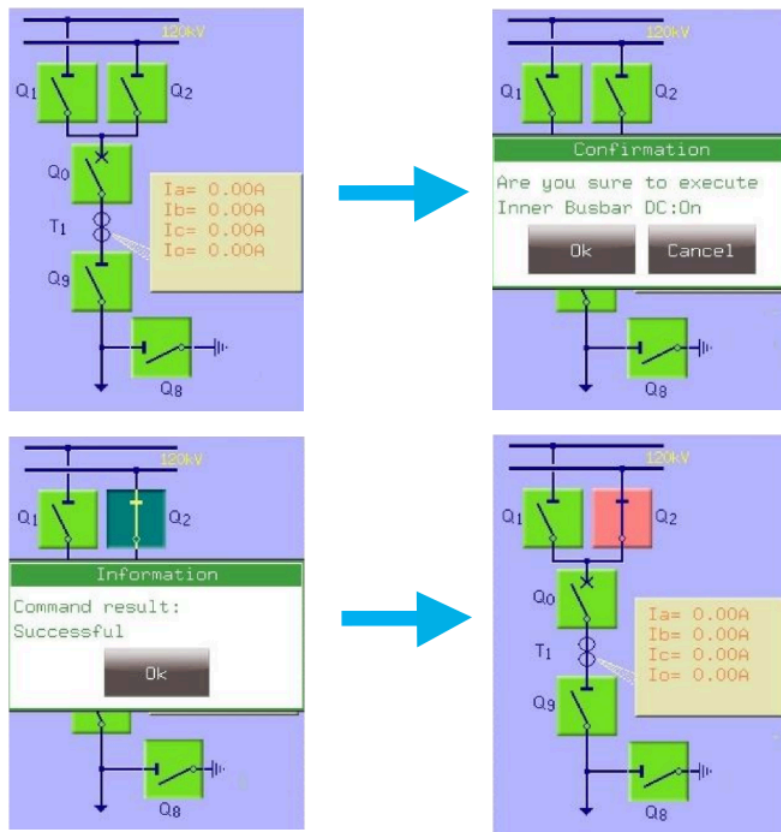 120kV
Q1
Q2
Q0
Ia= 0.00A
Ib= 0.00A
Ic= 0.00A
Io= 0.00A
T1
Q9
Q8
120kV
Q1
Q2
Confirmation
Are you sure to execute
Inner Busbar DC:On
Ok
Cancel
Q8
120kV
Q1
Q2
Information
Command result:
Successful
Ok
Q8
120kV
Q1
Q2
Q0
Ia= 0.00A
Ib= 0.00A
Ic= 0.00A
Io= 0.00A
T1
Q9
Q8